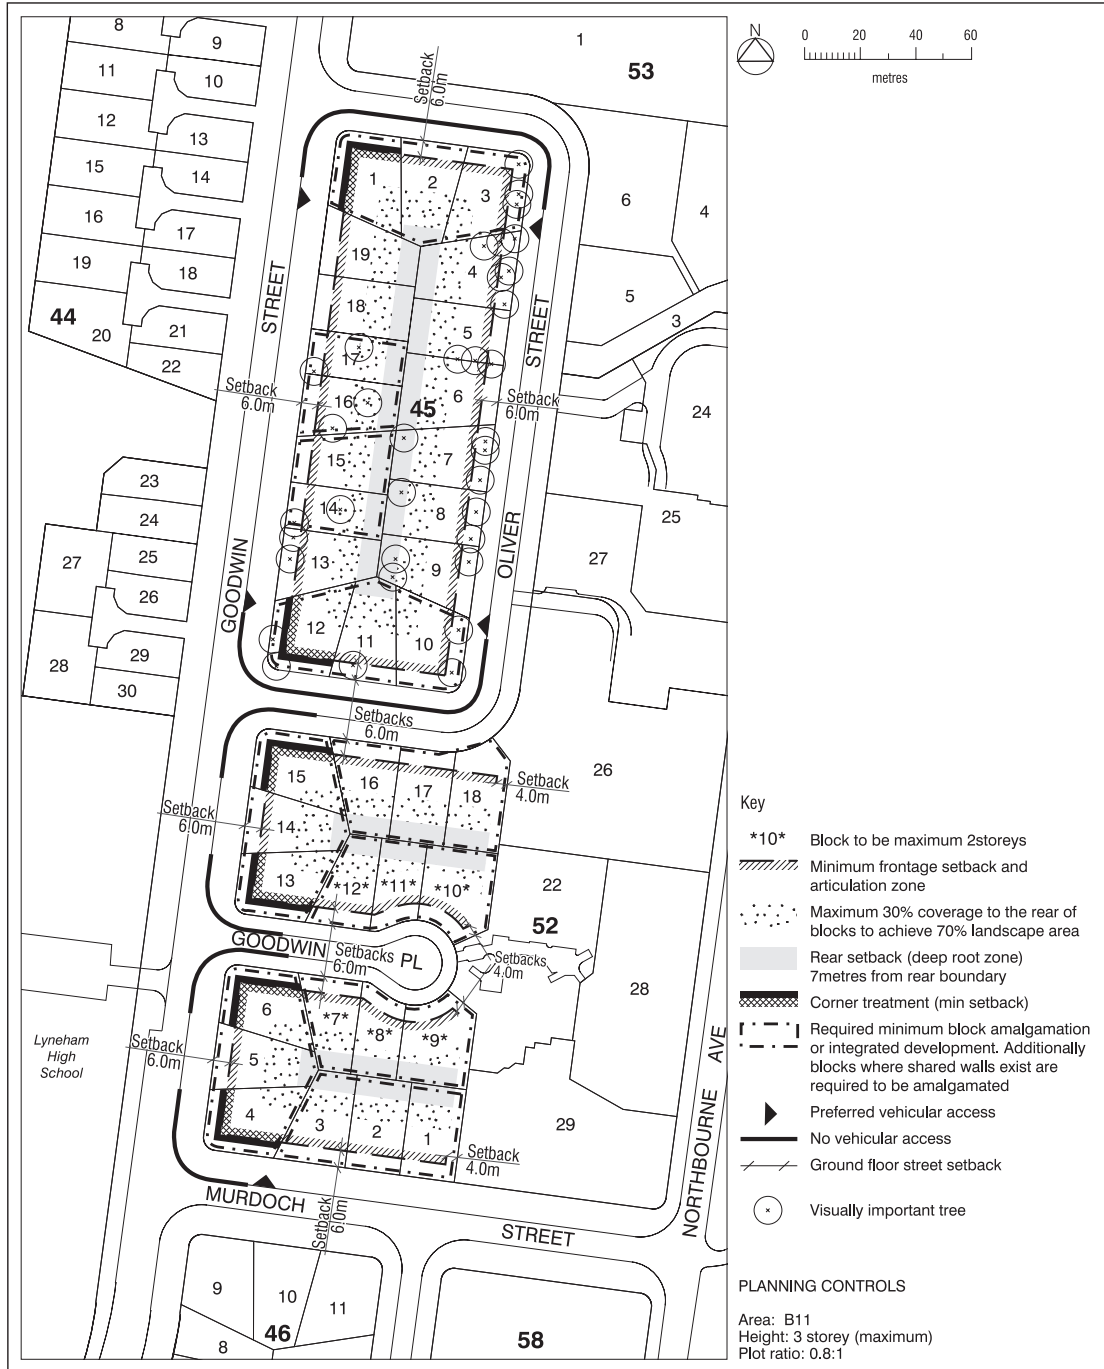 8
9
1
53
N
0 20 40 60
metres
10
11
12
13
15
14
16
17
19
18
44
20
21
22
Setback
6.0m
1
2
3
6
4
19
4
5
STREET
18
5
STREET
3
17
Setback
6.0m
16
45
6
Setback
6.0m
24
15
7
23
14
8
25
24
OLIVER
27
25
27
13
9
GOODWIN
26
12
11
10
29
28
30
Setbacks
6.0m
15
16
17
18
Setback
4.0m
26
Setback
6.0m
14
13
*12*
*11*
*10*
22
52
GOODWIN
PL
Setbacks
6.0m
Setbacks
4.0m
28
6
*7*
*8*
*9*
Lyneham
High
School
Setback
6.0m
5
4
3
2
1
29
Setback
4.0m
NORTHBOURNE AVE
MURDOCH
STREET
Setback
6.0m
9
10
11
8
46
58
Key
*10* Block to be maximum 2storeys
Minimum frontage setback and
articulation zone
Maximum 30% coverage to the rear of
blocks to achieve 70% landscape area
Rear setback (deep root zone)
7metres from rear boundary
Corner treatment (min setback)
Required minimum block amalgamation
or integrated development. Additionally
blocks where shared walls exist are
required to be amalgamated
Preferred vehicular access
No vehicular access
Ground floor street setback
Visually important tree
PLANNING CONTROLS
Area: B11
Height: 3 storey (maximum)
Plot ratio: 0.8:1